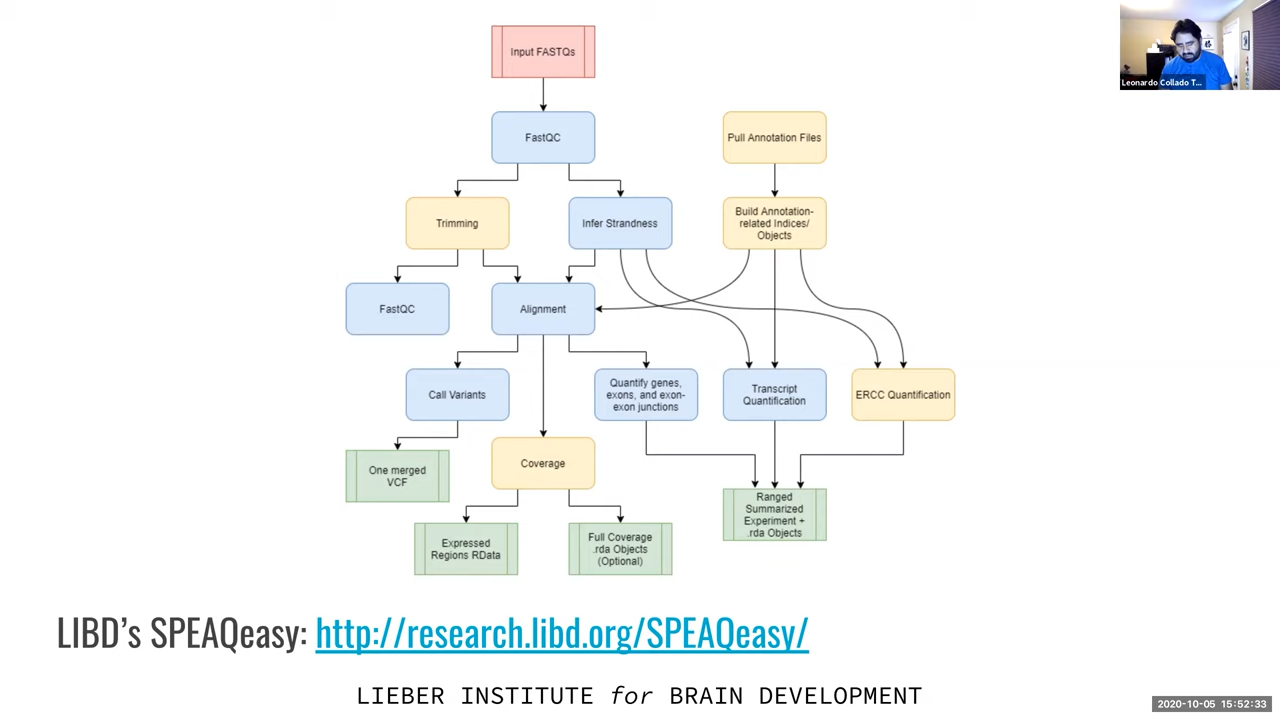 Input FASTQs
Leonardo Collado T...
FastQC
Pull Annotation Files
Trimming
Infer Strandness
Build Annotation-
related Indices/
Objects
FastQC
Alignment
Call Variants
Quantify genes,
exons, and exon-
exon junctions
Transcript
Quantification
ERCC Quantification
One merged
VCF
Coverage
Ranged
Summarized
Experiment +
.rda Objects
Expressed
Regions RData
Full Coverage
.rda Objects
(Optional)
LIBD's SPEAQeasy: http://research.libd.org/SPEAQeasy/
LIEBER INSTITUTE for BRAIN DEVELOPMENT
2020-10-05 15:52:33